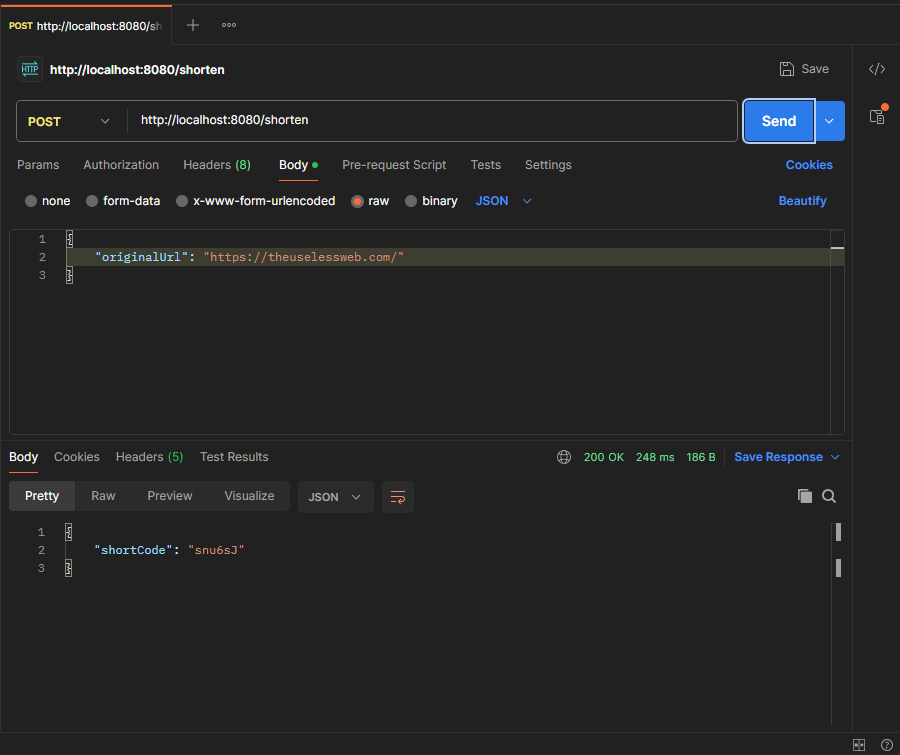 POST http://localhost:8080/sh
HTTP http://localhost:8080/shorten Save </>
POST http://localhost:8080/shorten Send
Params Authorization Headers (8) Body Pre-request Script Tests Settings Cookies
none form-data x-www-form-urlencoded raw binary JSON Beautify
1 {
2 "originalUrl": "https://theuselessweb.com/"
3 }
Body Cookies Headers (5) Test Results 200 OK 248 ms 186 B Save Response
Pretty Raw Preview Visualize JSON
1 {
2 "shortCode": "snu6sJ"
3 }